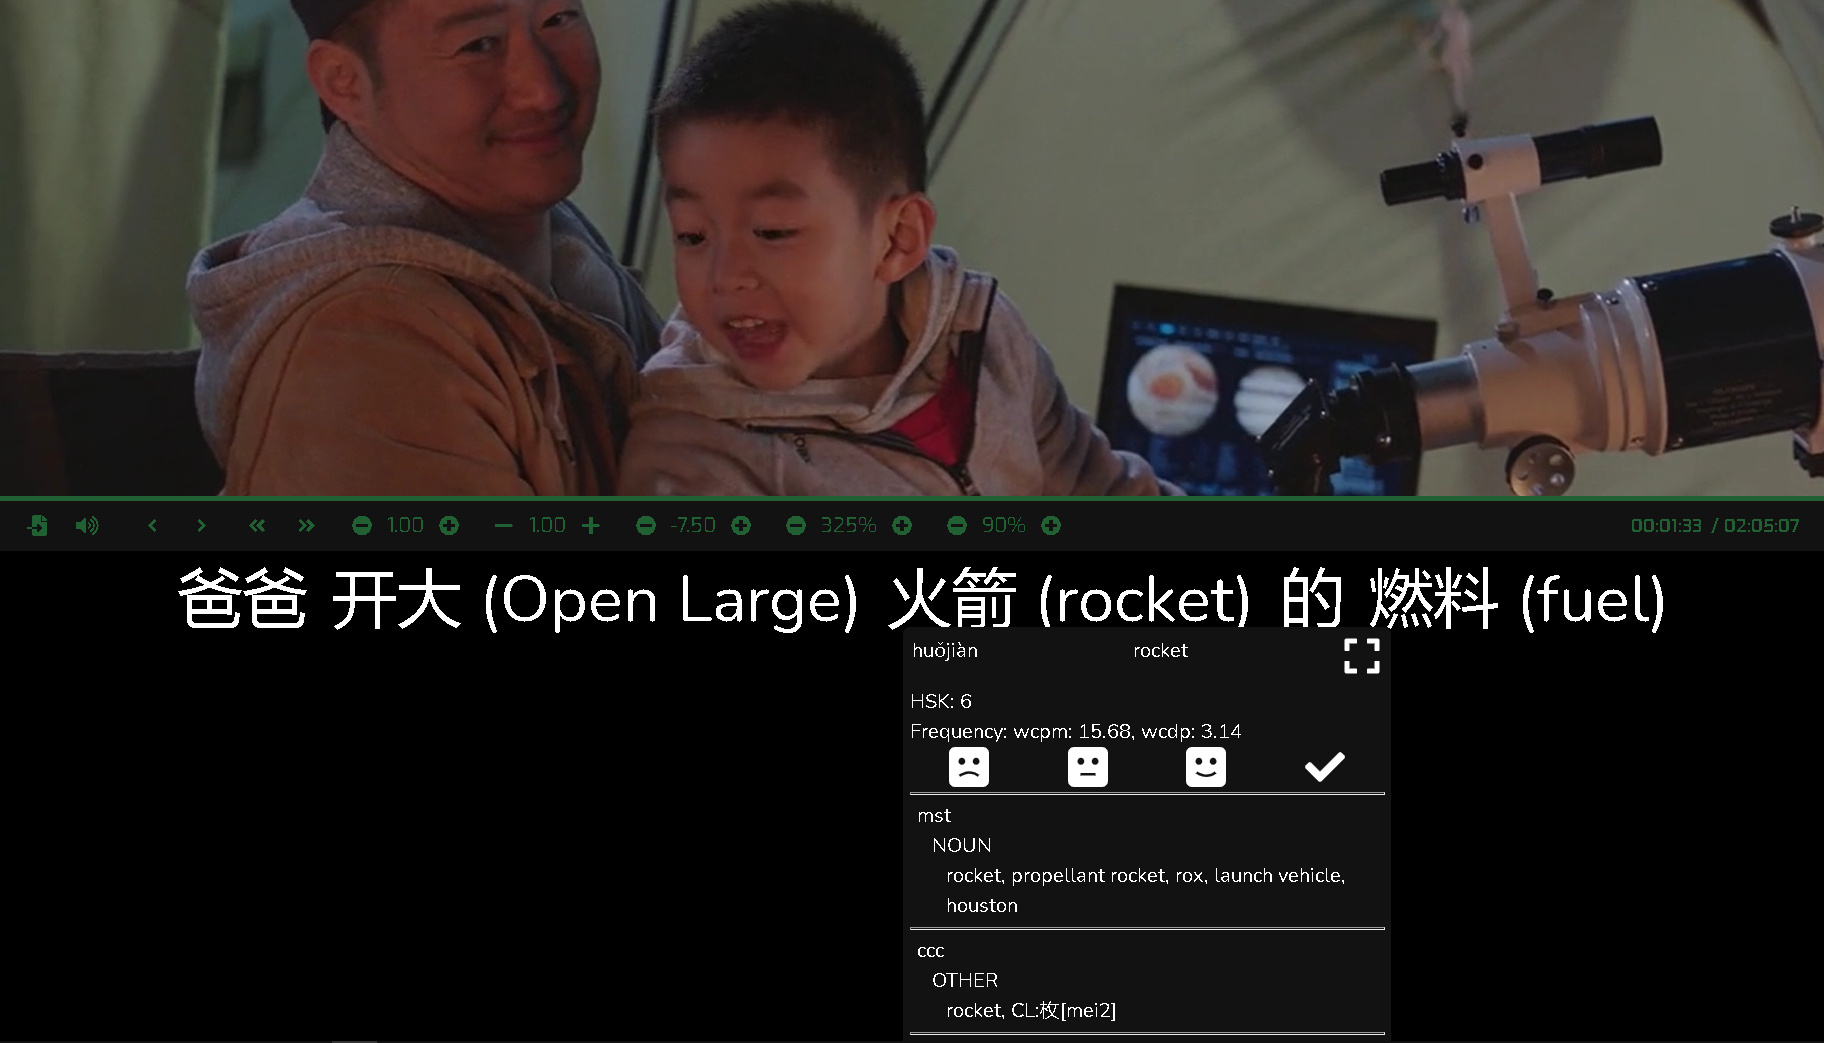 1.00 1.00 -7.50 325% 90% 00:01:33 / 02:05:07
爸爸 开大 (Open Large) 火箭 (rocket) 的 燃料 (fuel)
huǒjiàn rocket
HSK: 6
Frequency: wcpm: 15.68, wcdp: 3.14
mst
NOUN
rocket, propellant rocket, rox, launch vehicle,
houston
ccc
OTHER
rocket, CL:枚[mei2]